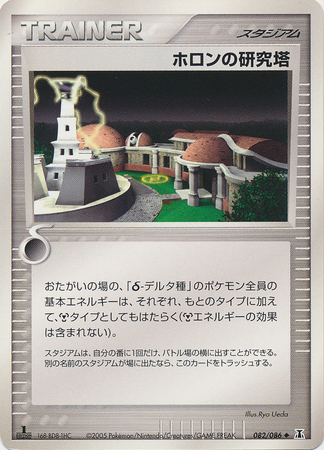 TRAINER
スタジアム
ホロンの研究塔
おたがいの場の、「δ-デルタ種」のポケモン全員の
基本エネルギーは、それぞれ、もとのタイプに加え
て、タイプとしてもはたらく(エネルギーの効果
は含まれない)。
スタジアムは、自分の番に1回だけ、バトル場の横に出すことができる。
別の名前のスタジアムが場に出たなら、このカードをトラッシュする。
Illus.Ryo Ueda
1
168-BDB-1HC
©2005 Pokémon/Nintendo/Creatures/GAME FREAK
082/086